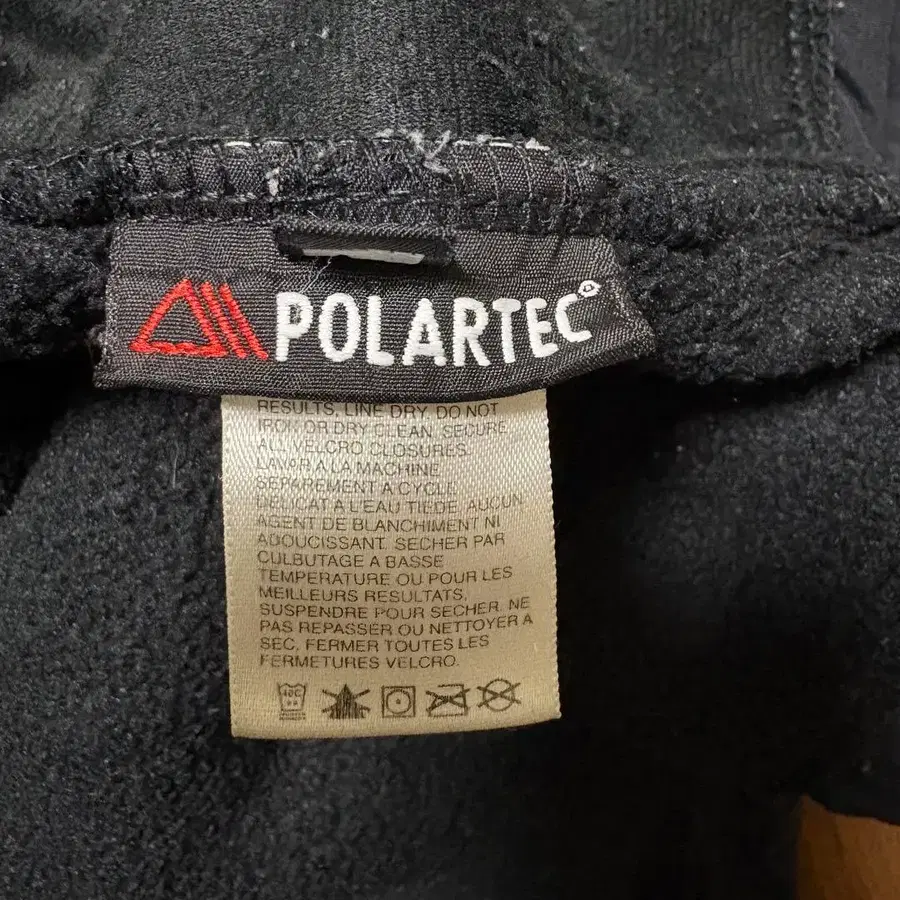 POLARTEC
RESULTS, LINE DRY. DO NOT
IRON OR DRY CLEAN. SECURE
ALL VELCRO CLOSURES.
LAVAR A LA MACHINE
SEPAREMENT A CYCLE
DELICAT A L'EAU TIEDE. AUCUN
AGENT DE BLANCHIMENT NI
ADOUCISSANT. SECHER PAR
CULBUTAGE A BASSE
TEMPERATURE OU POUR LES
MEILLEURS RESULTATS,
SUSPENDRE POUR SECHER. NE
PAS REPASSER OU NETTOYER A
SEC. FERMER TOUTES LES
FERMETURES VELCRO.
40C